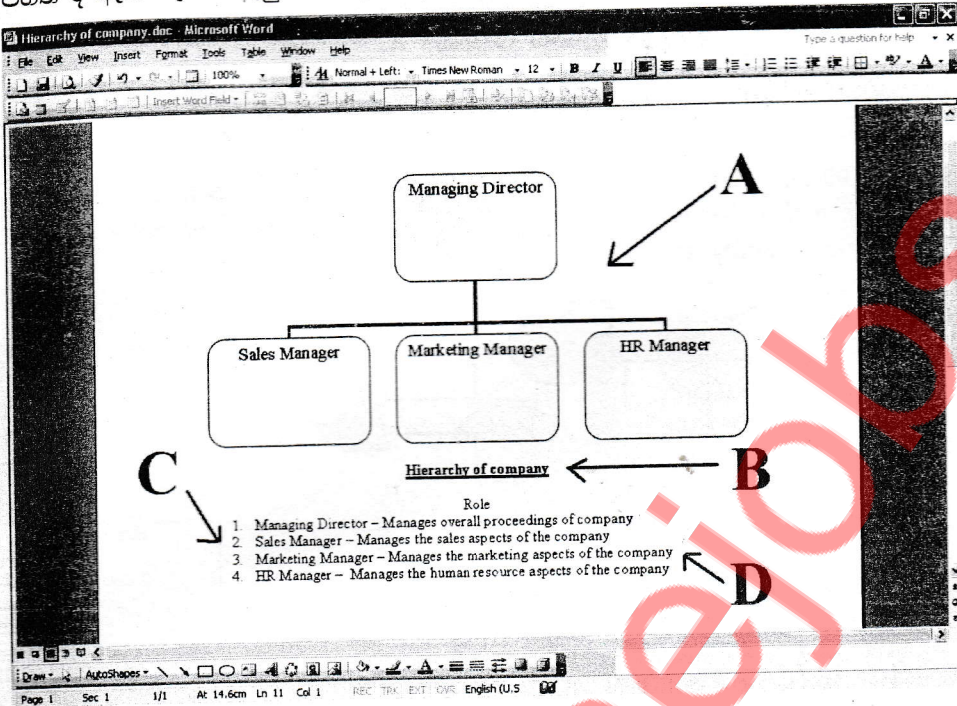 Hierarchy of company.doc - Microsoft Word
File Edit View Insert Format Tools Table Window Help
Type a question for help
100% Normal + Left: Times New Roman 12 B I U
Insert Word Field
Managing Director
A
Sales Manager
Marketing Manager
HR Manager
C
Hierarchy of company
B
Role
1. Managing Director – Manages overall proceedings of company
2. Sales Manager – Manages the sales aspects of the company
3. Marketing Manager – Manages the marketing aspects of the company
4. HR Manager – Manages the human resource aspects of the company
D
Draw AutoShapes
Page 1 Sec 1 1/1 At 14.6cm Ln 11 Col 1 REC TRK EXT OVR English (U.S
ejobs